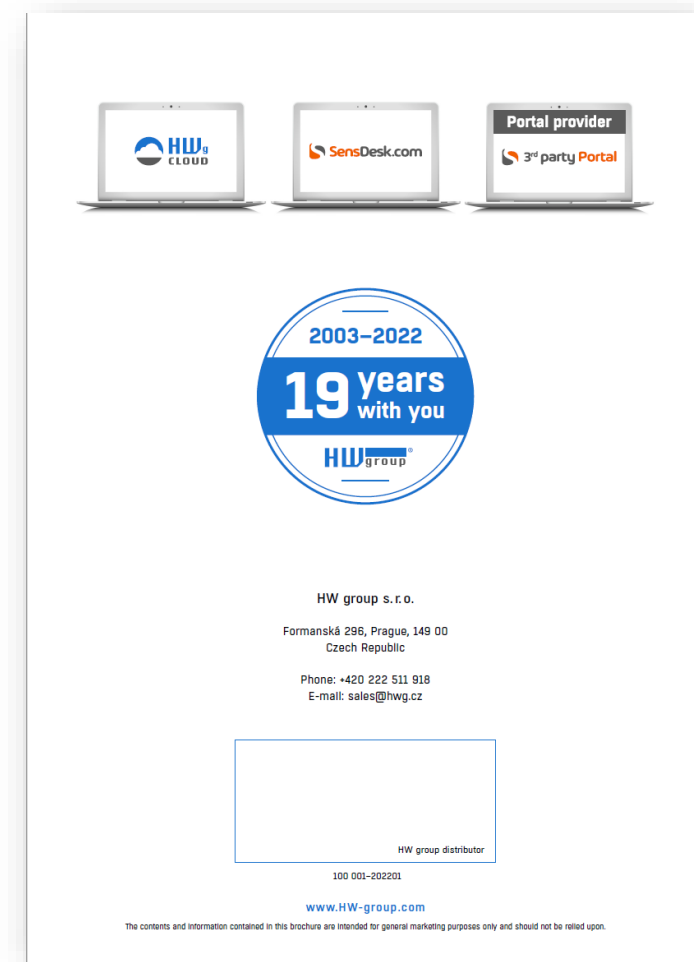 HWg
CLOUD
SensDesk.com
Portal provider
3rd party Portal
2003–2022
19 years
with you
HW group®
HW group s.r.o.
Formanská 296, Prague, 149 00
Czech Republic
Phone: +420 222 511 918
E-mail: sales@hwg.cz
HW group distributor
100 001–202201
www.HW-group.com
The contents and information contained in this brochure are intended for general marketing purposes only and should not be relied upon.